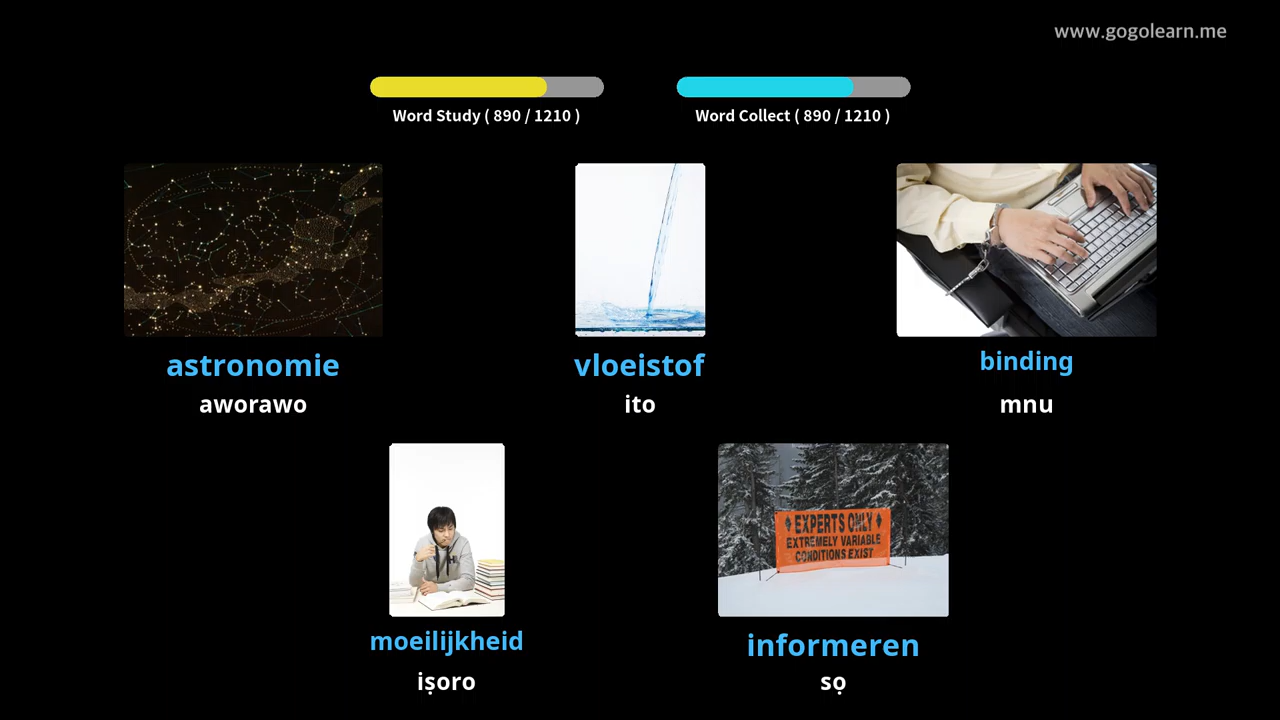 www.gogolearn.me
Word Study ( 890 / 1210 )
Word Collect ( 890 / 1210 )
astronomie
aworawo
vloeistof
ito
binding
mnu
EXPERTS ONLY
EXTREMELY VARIABLE
CONDITIONS EXIST
moeilijkheid
iṣoro
informeren
sọ